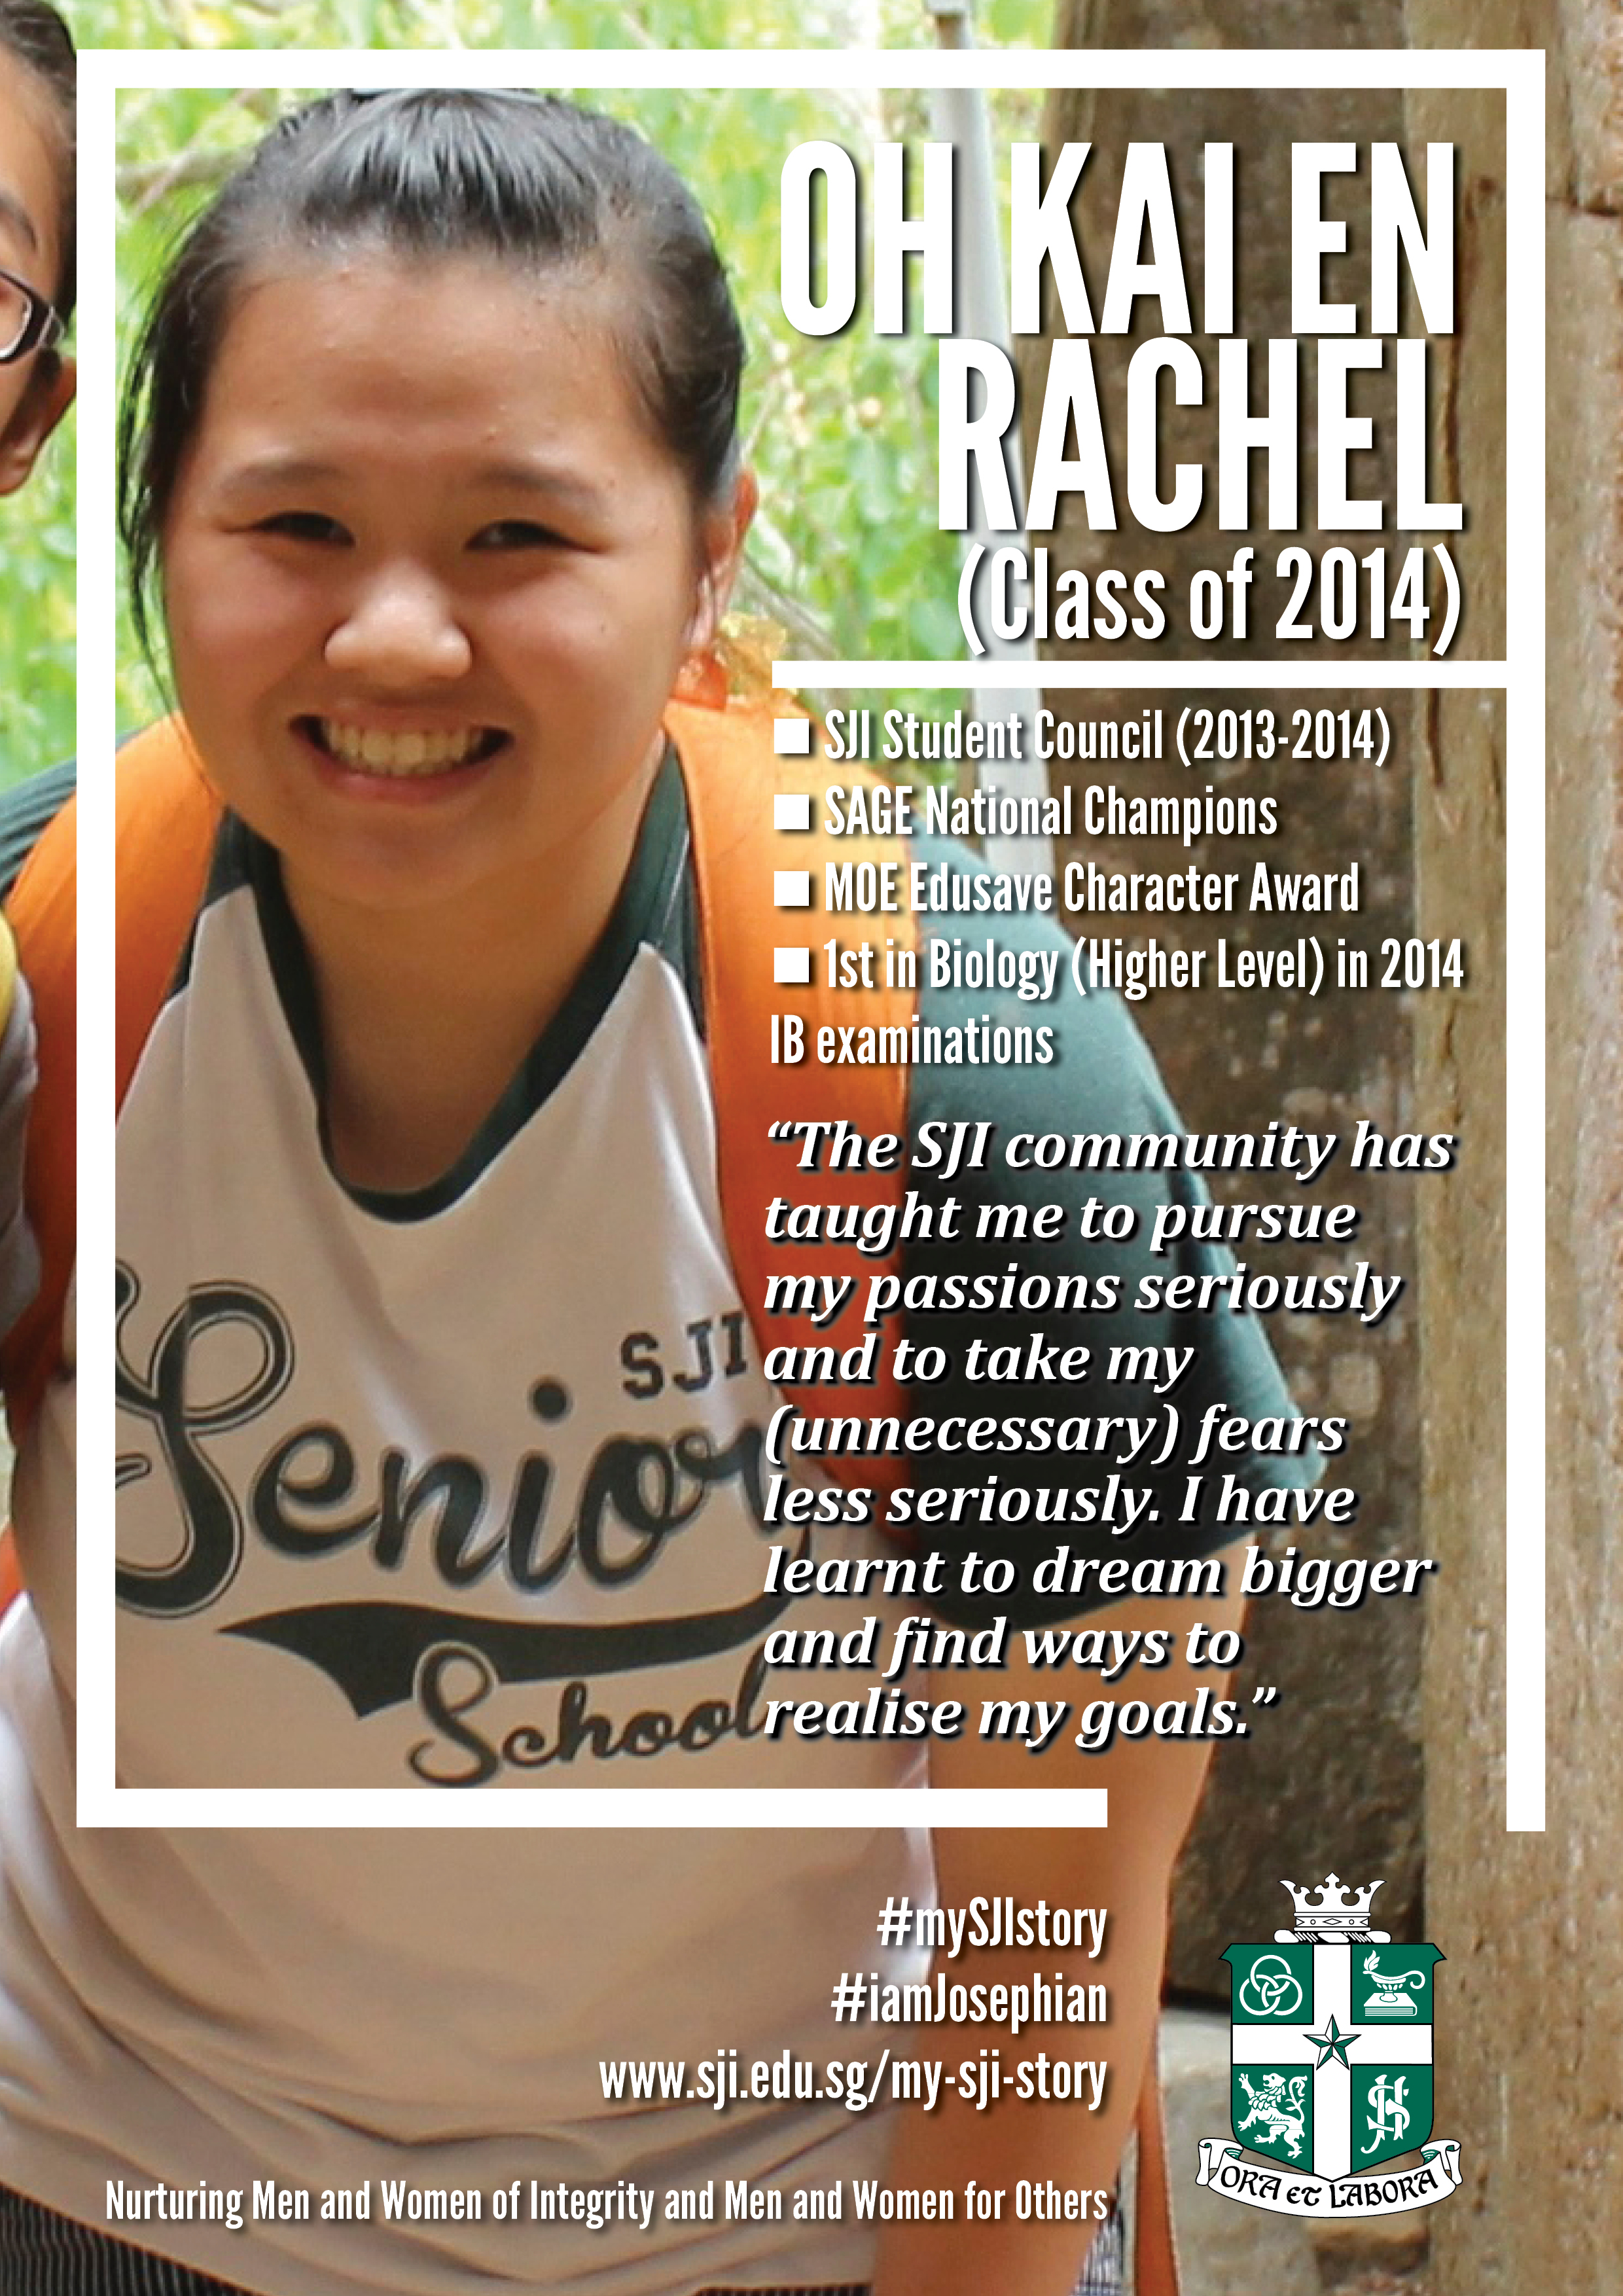 OH KAI EN
RACHEL
(Class of 2014)
■ SJI Student Council (2013-2014)
■ SAGE National Champions
■ MOE Edusave Character Award
■ 1st in Biology (Higher Level) in 2014
IB examinations
“The SJI community has
taught me to pursue
my passions seriously
and to take my
(unnecessary) fears
less seriously. I have
learnt to dream bigger
and find ways to
realise my goals.”
SJI
Senior
School
#mySJIstory
#iamJosephian
www.sji.edu.sg/my-sji-story
Nurturing Men and Women of Integrity and Men and Women for Others
SJI
ORA ET LABORA